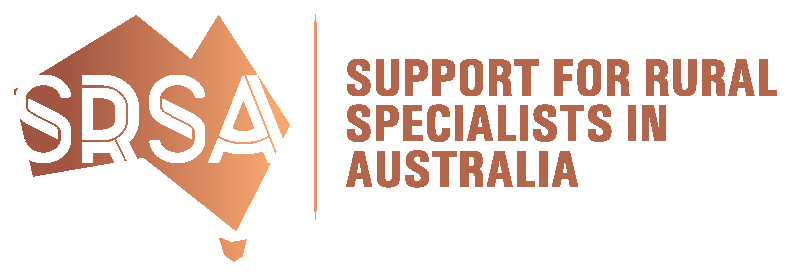 SRSA
SUPPORT FOR RURAL
SPECIALISTS IN
AUSTRALIA